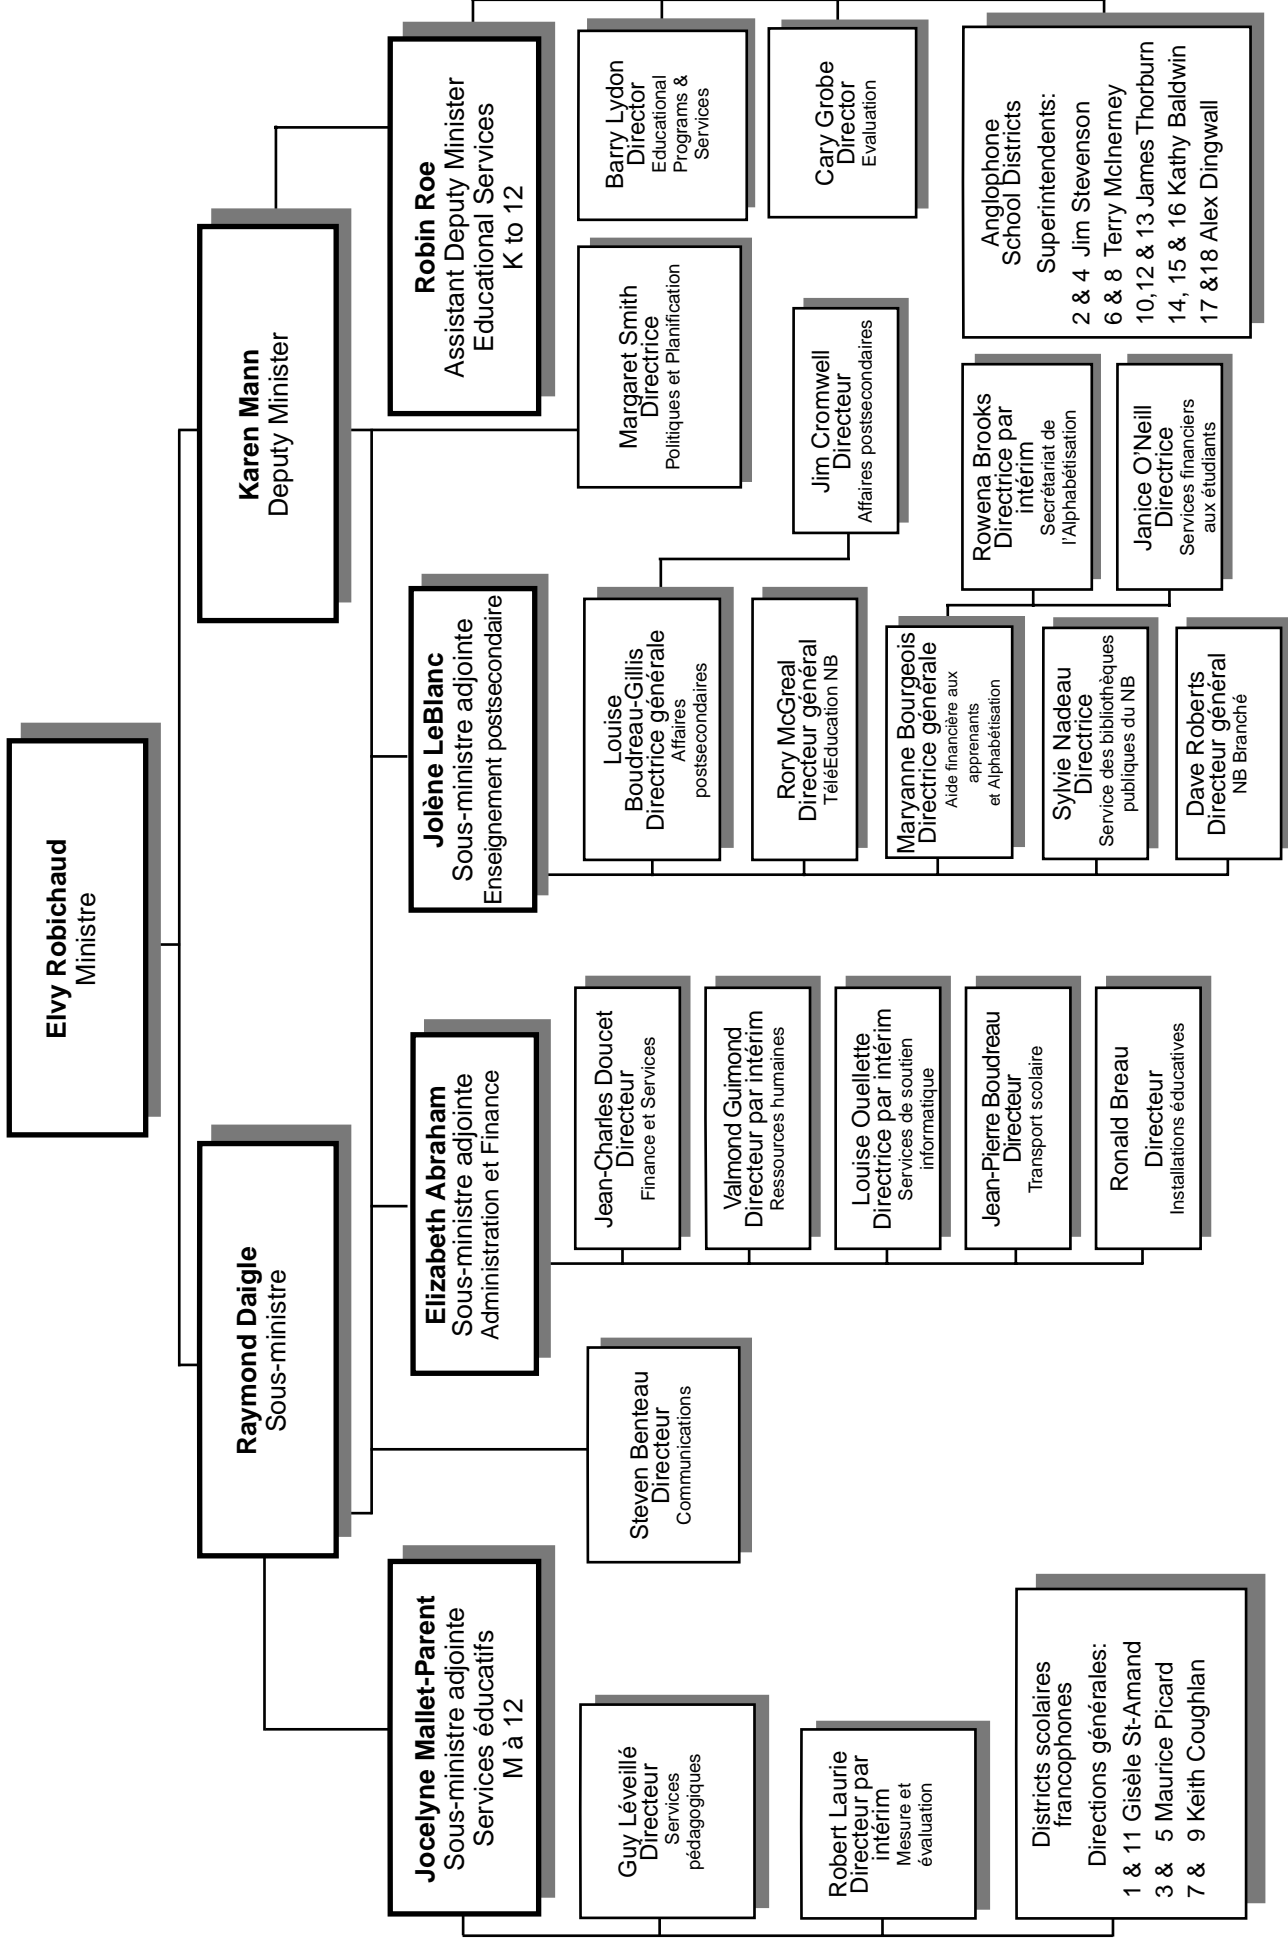 Elvy Robichaud
Ministre
Raymond Daigle
Sous-ministre
Karen Mann
Deputy Minister
Jocelyne Mallet-Parent
Sous-ministre adjointe
Services éducatifs
M à 12
Guy Léveillé
Directeur
Services
pédagogiques
Robert Laurie
Directeur par
intérim
Mesure et
évaluation
Districts scolaires
francophones
Directions générales:
1 & 11 Gisèle St-Amand
3 & 5 Maurice Picard
7 & 9 Keith Coughlan
Steven Benteau
Directeur
Communications
Elizabeth Abraham
Sous-ministre adjointe
Administration et Finance
Jean-Charles Doucet
Directeur
Finance et Services
Valmond Guimond
Directeur par intérim
Ressources humaines
Louise Ouellette
Directrice par intérim
Services de soutien
informatique
Jean-Pierre Boudreau
Directeur
Transport scolaire
Ronald Breau
Directeur
Installations éducatives
Jolène LeBlanc
Sous-ministre adjointe
Enseignement postsecondaire
Louise
Boudreau-Gillis
Directrice générale
Affaires
postsecondaires
Rory McGreal
Directeur général
TéléEducation NB
Maryanne Bourgeois
Directrice générale
Aide financière aux
apprenants
et Alphabétisation
Sylvie Nadeau
Directrice
Service des bibliothèques
publiques du NB
Dave Roberts
Directeur général
NB Branché
Jim Cromwell
Directeur
Affaires postsecondaires
Rowena Brooks
Directrice par
intérim
Secrétariat de
l'Alphabétisation
Janice O'Neill
Directrice
Services financiers
aux étudiants
Margaret Smith
Directrice
Politiques et Planification
Robin Roe
Assistant Deputy Minister
Educational Services
K to 12
Barry Lydon
Director
Educational
Programs &
Services
Cary Grobe
Director
Evaluation
Anglophone
School Districts
Superintendents:
2 & 4 Jim Stevenson
6 & 8 Terry McInerney
10,12 & 13 James Thorburn
14, 15 & 16 Kathy Baldwin
17 &18 Alex Dingwall